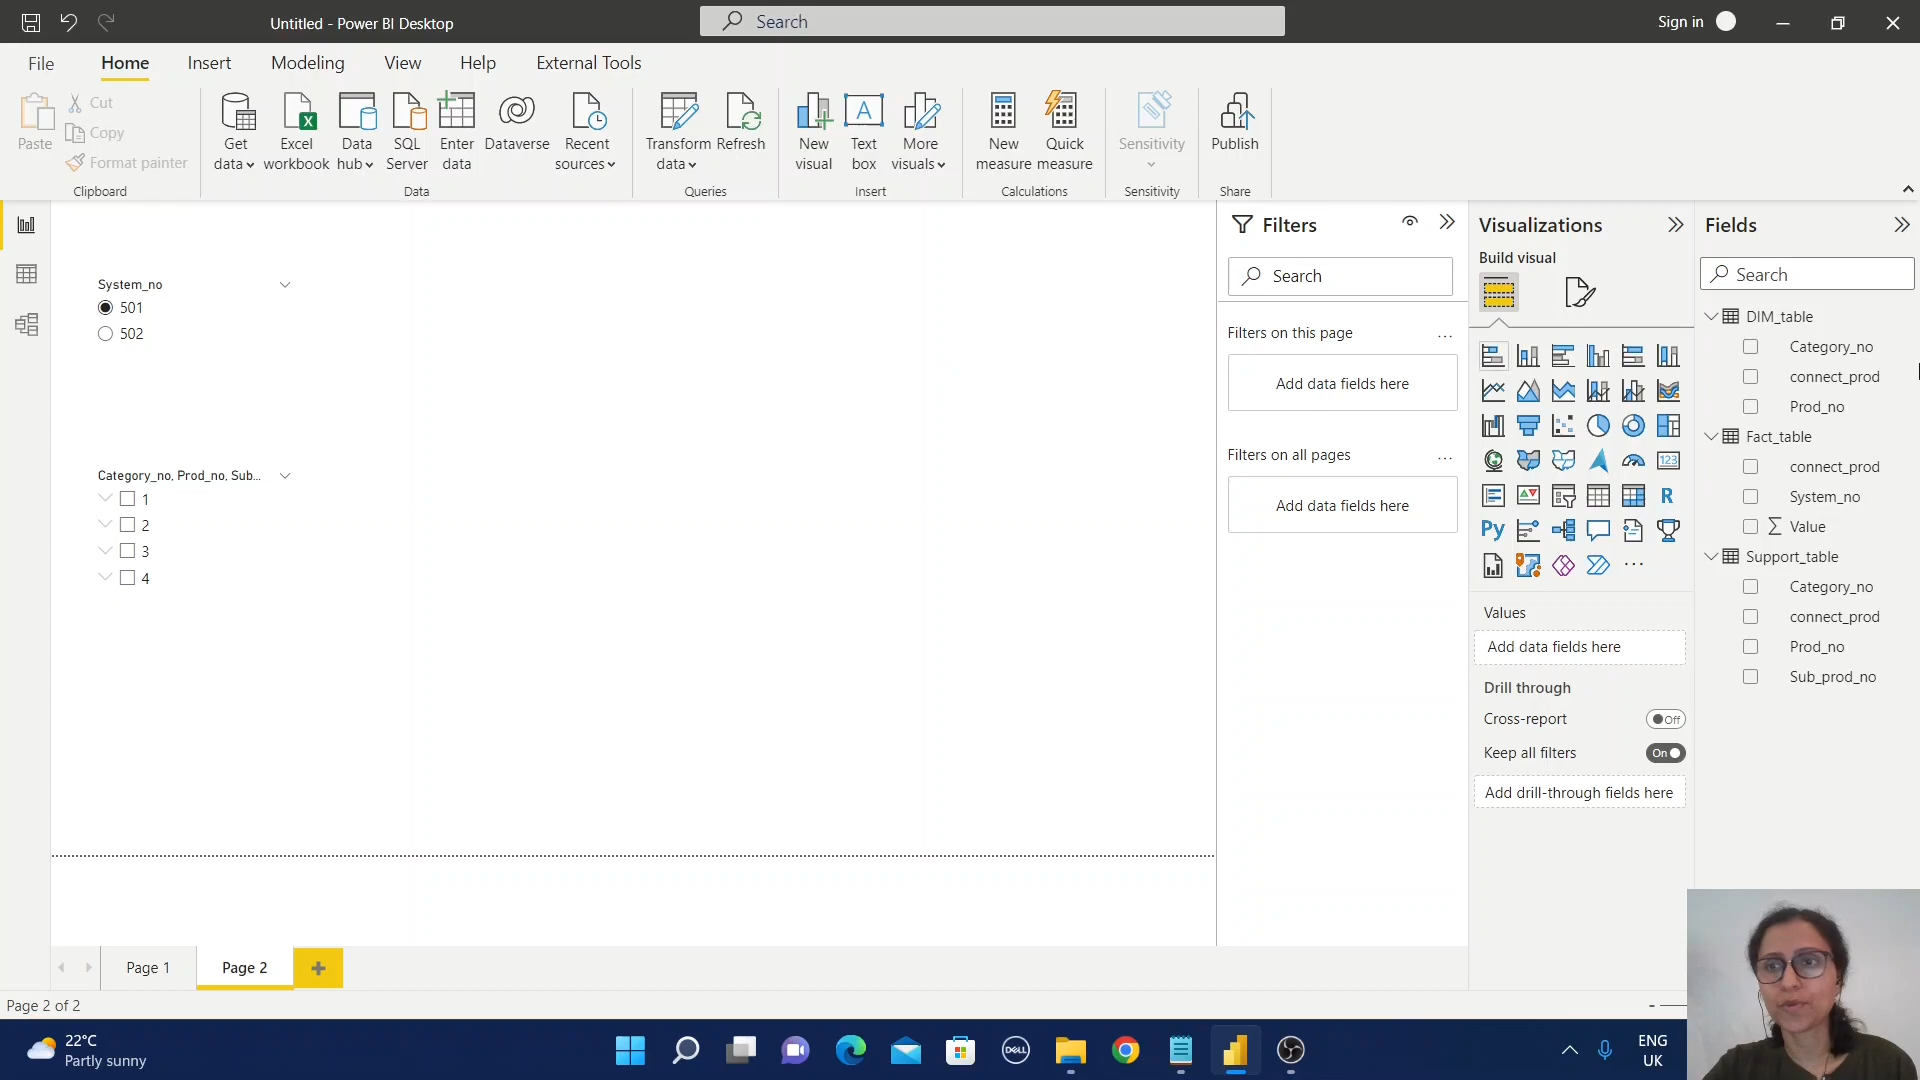 Untitled - Power BI Desktop
Search
Sign in
File
Home
Insert
Modeling
View
Help
External Tools
Paste
Cut
Copy
Format painter
Clipboard
Get data
Excel workbook
Data hub
SQL Server
Enter data
Dataverse
Recent sources
Data
Transform data
Refresh
Queries
New visual
Text box
More visuals
Insert
New measure
Quick measure
Calculations
Sensitivity
Sensitivity
Publish
Share
System_no
501
502
Category_no, Prod_no, Sub...
1
2
3
4
Filters
Search
Filters on this page
...
Add data fields here
Filters on all pages
...
Add data fields here
Visualizations
Build visual
123
R
Py
...
Values
Add data fields here
Drill through
Cross-report
Off
Keep all filters
On
Add drill-through fields here
Fields
Search
DIM_table
Category_no
connect_prod
Prod_no
Fact_table
connect_prod
System_no
∑ Value
Support_table
Category_no
connect_prod
Prod_no
Sub_prod_no
Page 1
Page 2
+
Page 2 of 2
-
22°C
Partly sunny
DELL
ENG
UK